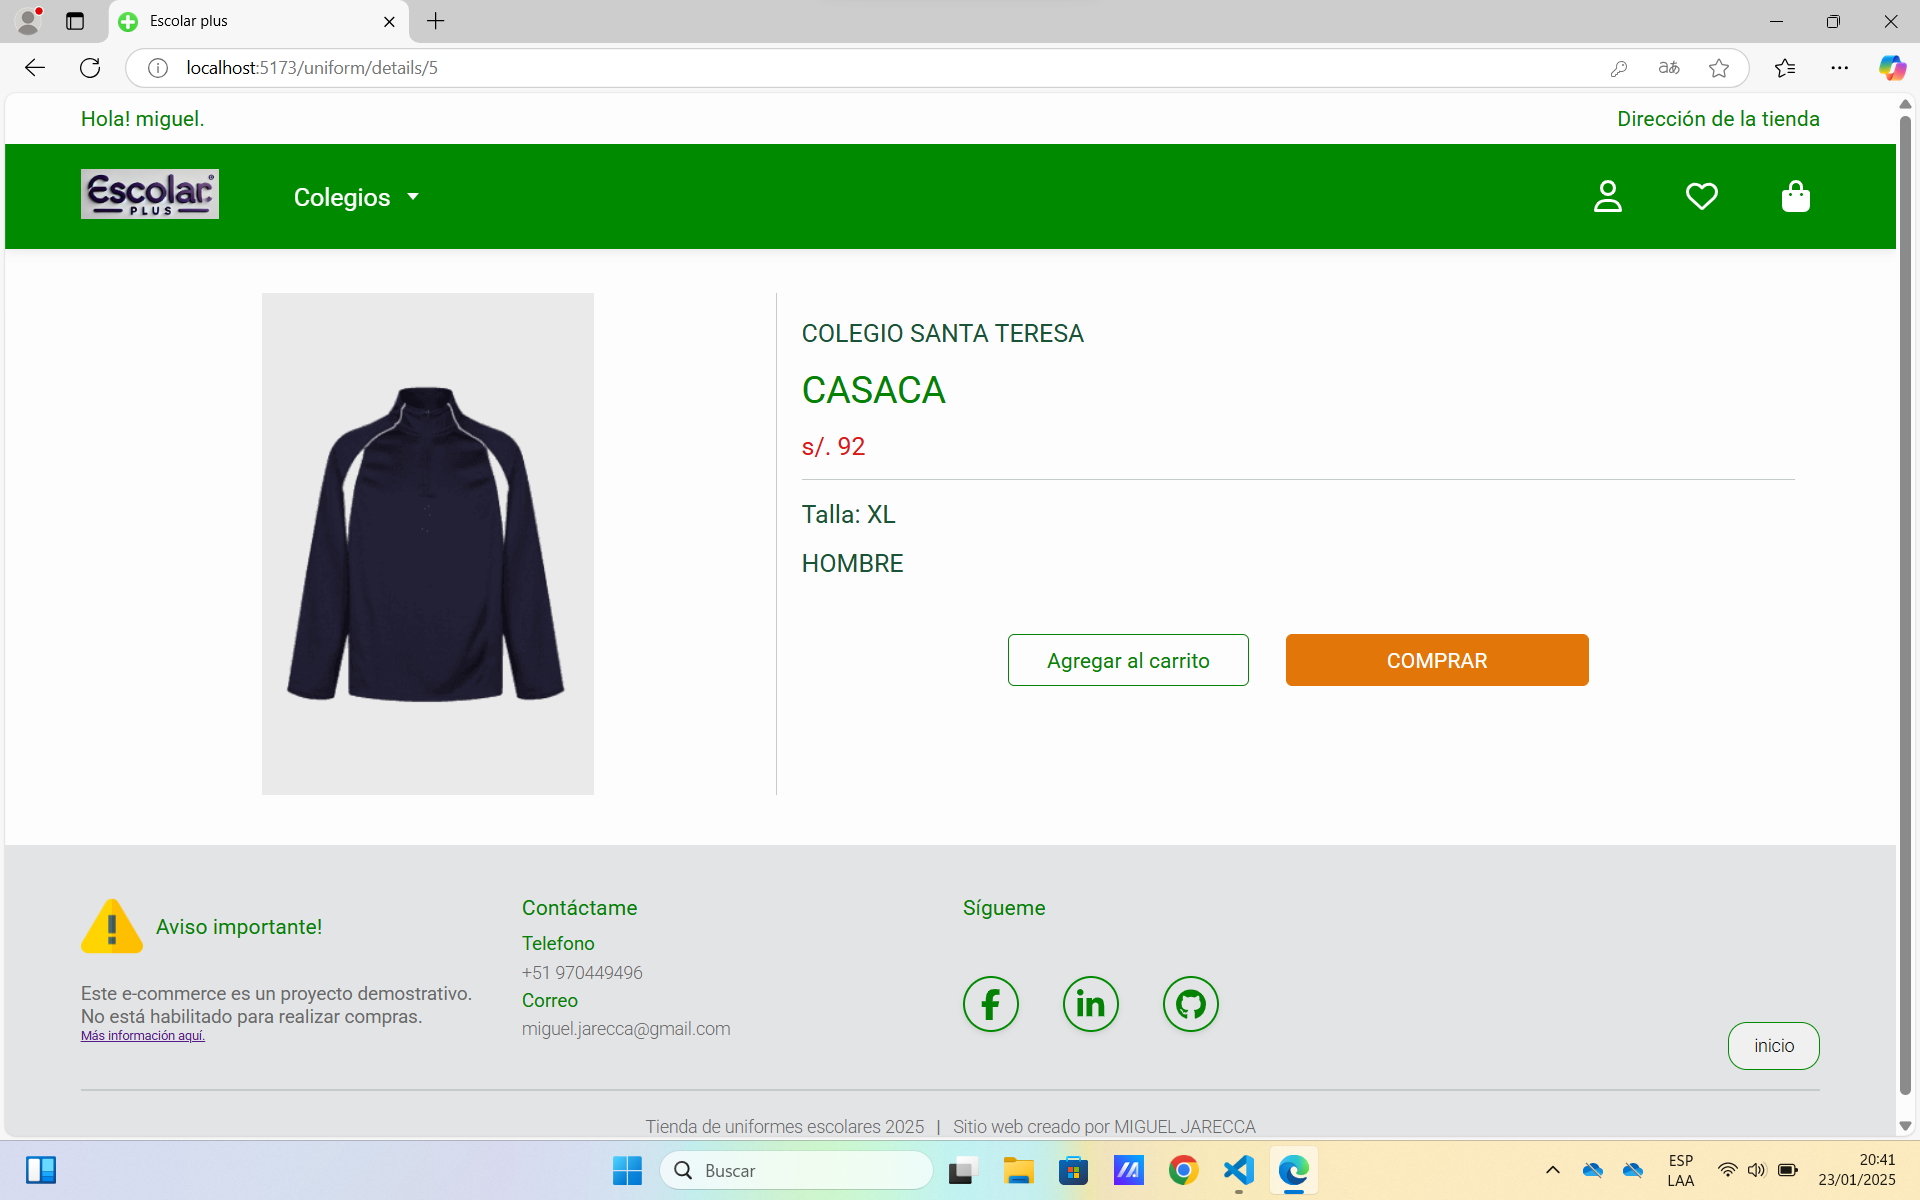 Escolar plus
localhost:5173/uniform/details/5
Hola! miguel.
Dirección de la tienda
Escolar
PLUS
Colegios
COLEGIO SANTA TERESA
CASACA
s/. 92
Talla: XL
HOMBRE
Agregar al carrito
COMPRAR
Aviso importante!
Este e-commerce es un proyecto demostrativo.
No está habilitado para realizar compras.
Más información aquí.
Contáctame
Telefono
+51 970449496
Correo
miguel.jarecca@gmail.com
Sígueme
inicio
Tienda de uniformes escolares 2025 | Sitio web creado por MIGUEL JARECCA
Buscar
ESP
LAA
20:41
23/01/2025